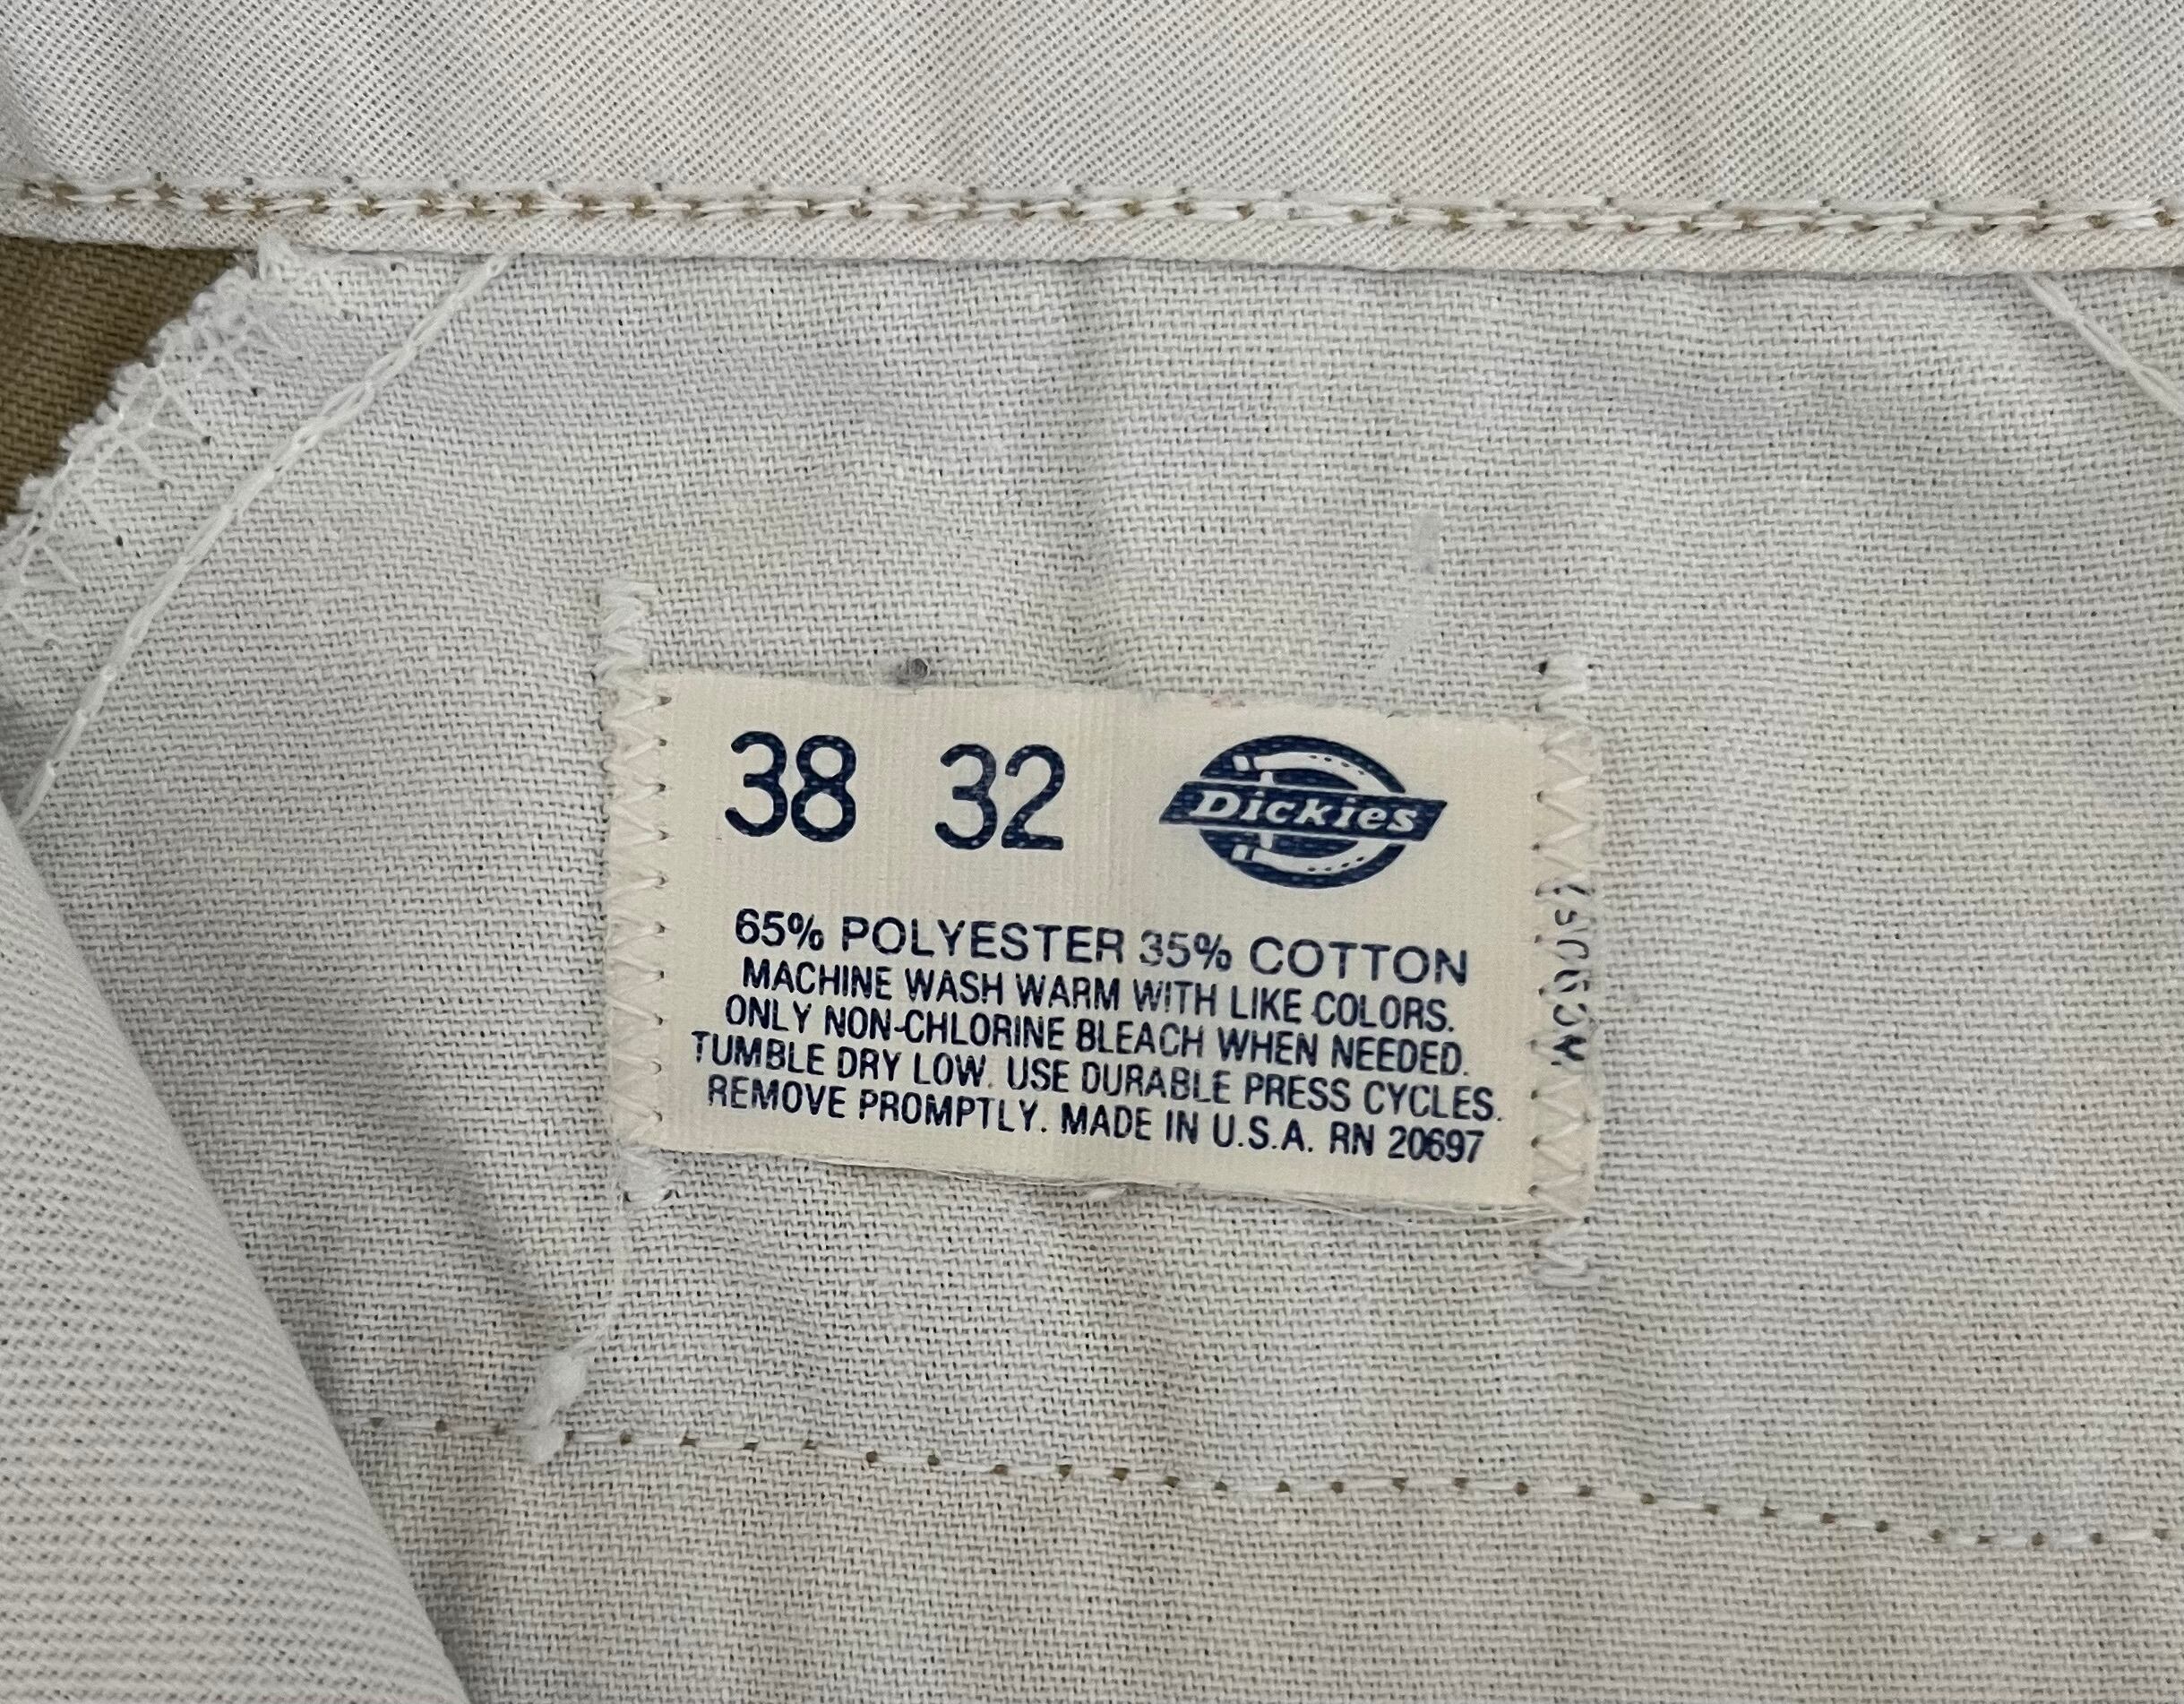 38 32 Dickies
65% POLYESTER 35% COTTON
MACHINE WASH WARM WITH LIKE COLORS.
ONLY NON-CHLORINE BLEACH WHEN NEEDED.
TUMBLE DRY LOW. USE DURABLE PRESS CYCLES.
REMOVE PROMPTLY. MADE IN U.S.A. RN 20697